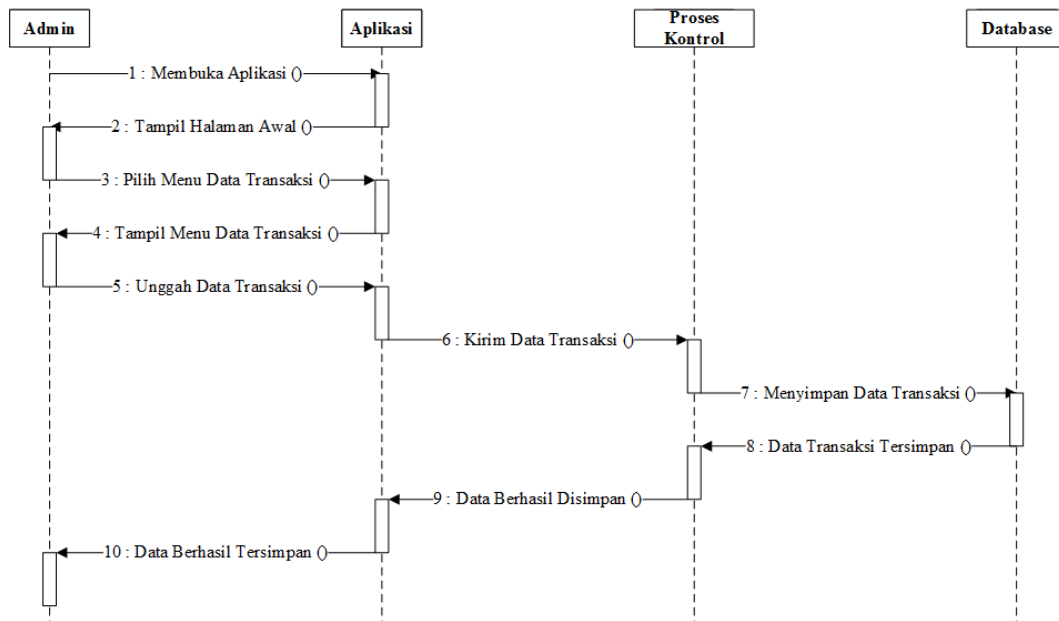 Admin
Aplikasi
Proses
Kontrol
Database
1 : Membuka Aplikasi ()
2 : Tampil Halaman Awal ()
3 : Pilih Menu Data Transaksi ()
4 : Tampil Menu Data Transaksi ()
5 : Unggah Data Transaksi ()
6 : Kirim Data Transaksi ()
7 : Menyimpan Data Transaksi ()
8 : Data Transaksi Tersimpan ()
9 : Data Berhasil Disimpan ()
10 : Data Berhasil Tersimpan ()